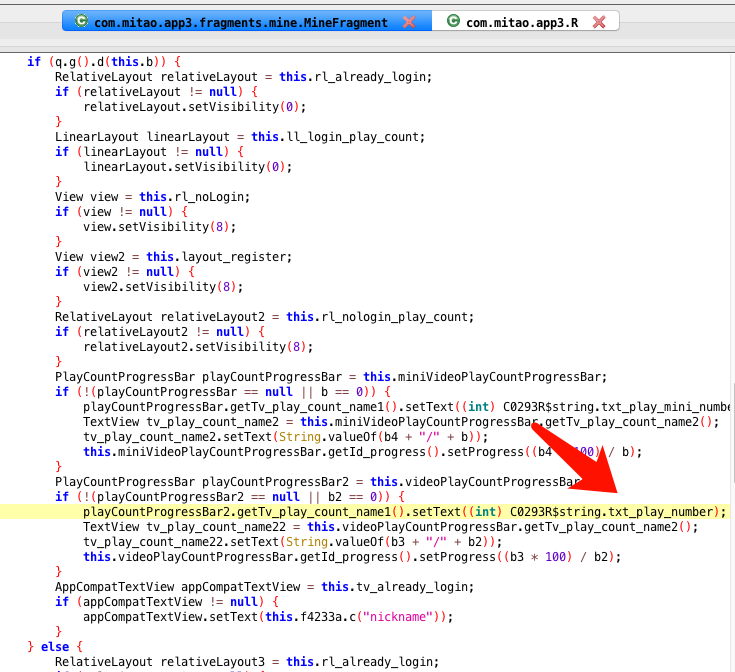 com.mitao.app3.fragments.mine.MineFragment com.mitao.app3.R
if (q.g().d(this.b)) {
RelativeLayout relativeLayout = this.rl_already_login;
if (relativeLayout != null) {
relativeLayout.setVisibility(0);
}
LinearLayout linearLayout = this.ll_login_play_count;
if (linearLayout != null) {
linearLayout.setVisibility(0);
}
View view = this.rl_noLogin;
if (view != null) {
view.setVisibility(8);
}
View view2 = this.layout_register;
if (view2 != null) {
view2.setVisibility(8);
}
RelativeLayout relativeLayout2 = this.rl_nologin_play_count;
if (relativeLayout2 != null) {
relativeLayout2.setVisibility(8);
}
PlayCountProgressBar playCountProgressBar = this.miniVideoPlayCountProgressBar;
if (!(playCountProgressBar == null || b == 0)) {
playCountProgressBar.getTv_play_count_name1().setText((int) C0293R$string.txt_play_mini_numbe
TextView tv_play_count_name2 = this.miniVideoPlayCountProgressBar.getTv_play_count_name2();
tv_play_count_name2.setText(String.valueOf(b4 + "/" + b));
this.miniVideoPlayCountProgressBar.getId_progress().setProgress((b4 100) / b);
}
PlayCountProgressBar playCountProgressBar2 = this.videoPlayCountProgressBar
if (!(playCountProgressBar2 == null || b2 == 0)) {
playCountProgressBar2.getTv_play_count_name1().setText((int) C0293R$string.txt_play_number);
TextView tv_play_count_name22 = this.videoPlayCountProgressBar.getTv_play_count_name2();
tv_play_count_name22.setText(String.valueOf(b3 + "/" + b2));
this.videoPlayCountProgressBar.getId_progress().setProgress((b3 * 100) / b2);
}
AppCompatTextView appCompatTextView = this.tv_already_login;
if (appCompatTextView != null) {
appCompatTextView.setText(this.f4233a.c("nickname"));
}
} else {
RelativeLayout relativeLayout3 = this.rl_already_login;